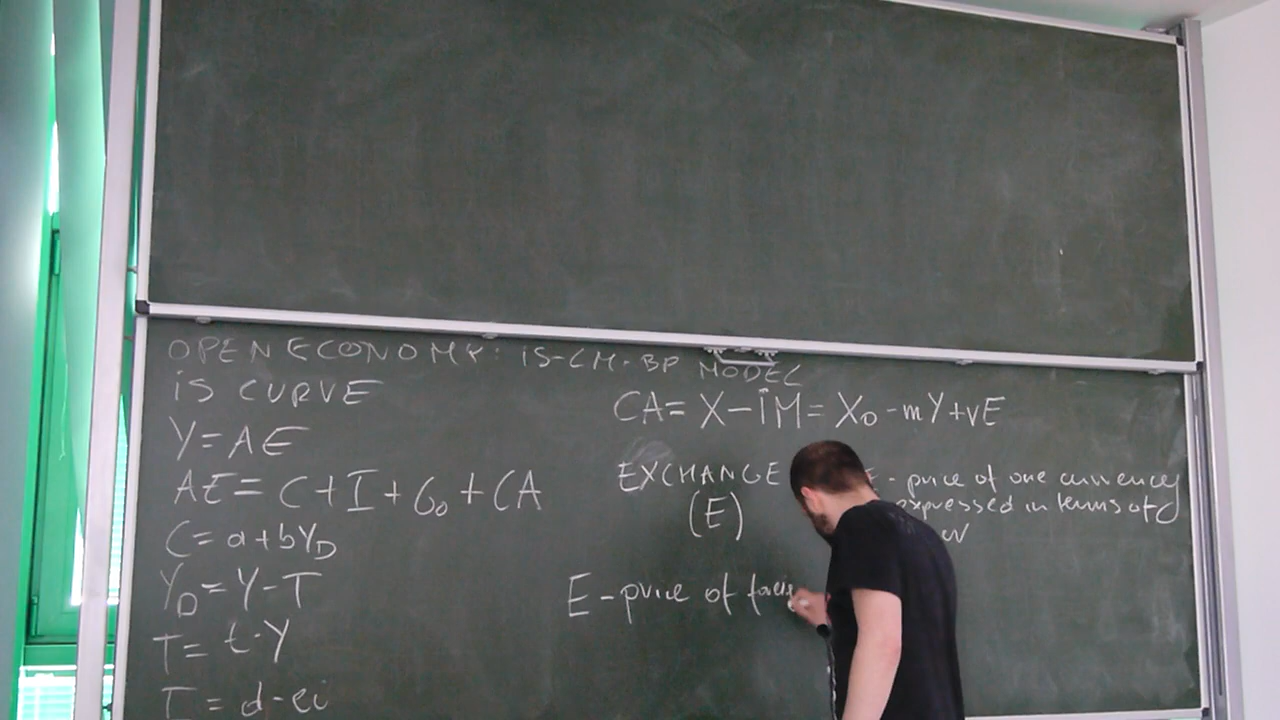 OPEN ECONOMY: IS-LM-BP MODEL
IS CURVE
Y=AE
AE=C+I+G₀+CA
C=a+bY_D
Y_D=Y-T
T=t·Y
I=d-ei
CA=X-IM=X₀-mY+vE
EXCHANGE E - price of one currency
(E) expressed in terms of
E-price of